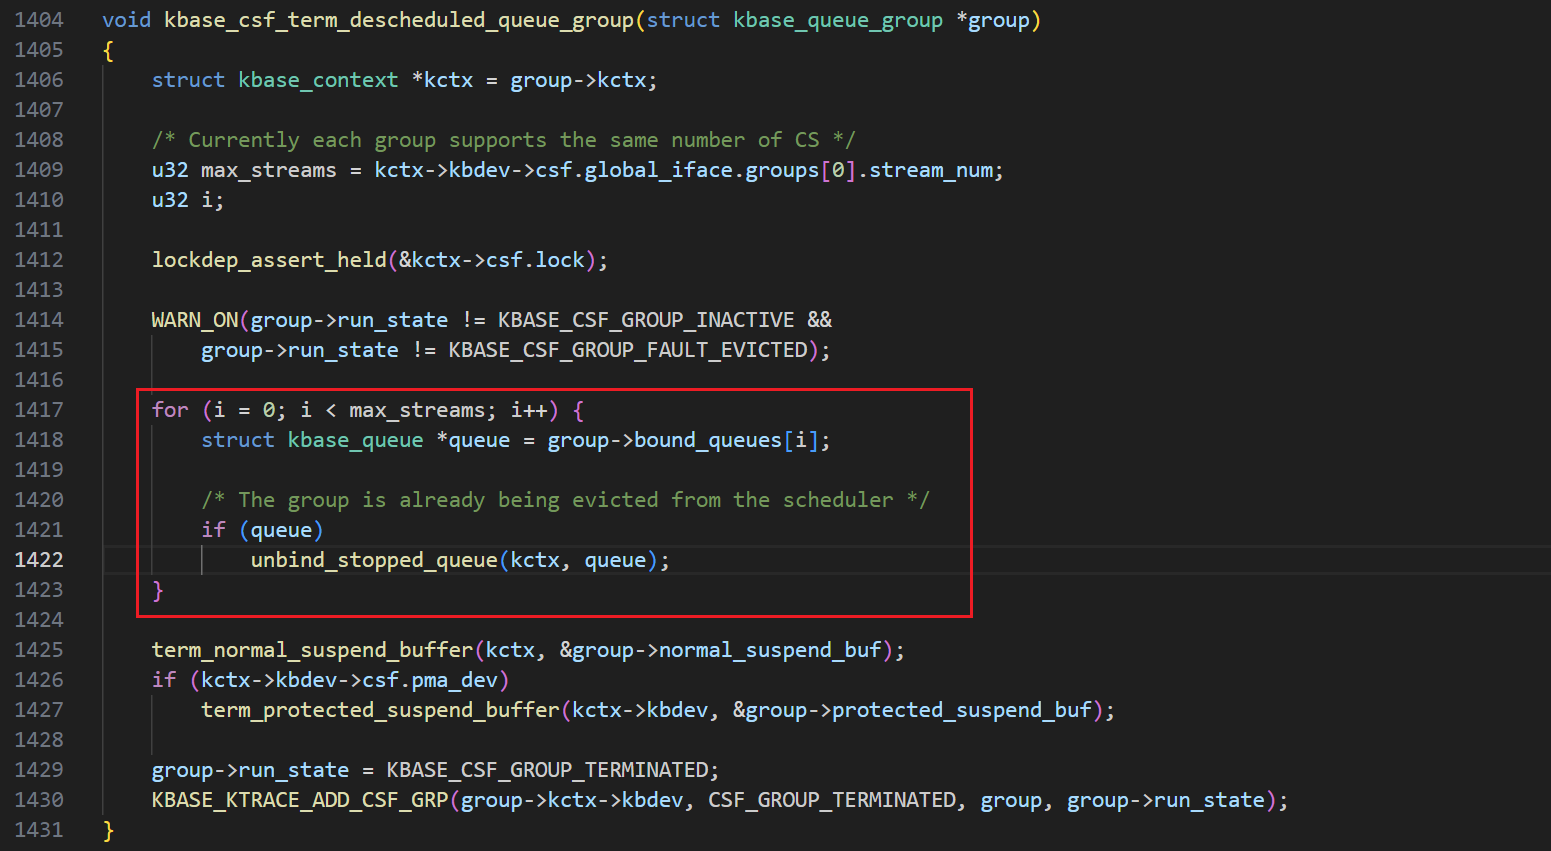 1404 void kbase_csf_term_descheduled_queue_group(struct kbase_queue_group *group)
1405 {
1406     struct kbase_context *kctx = group->kctx;
1407
1408     /* Currently each group supports the same number of CS */
1409     u32 max_streams = kctx->kbdev->csf.global_iface.groups[0].stream_num;
1410     u32 i;
1411
1412     lockdep_assert_held(&kctx->csf.lock);
1413
1414     WARN_ON(group->run_state != KBASE_CSF_GROUP_INACTIVE &&
1415         group->run_state != KBASE_CSF_GROUP_FAULT_EVICTED);
1416
1417     for (i = 0; i < max_streams; i++) {
1418         struct kbase_queue *queue = group->bound_queues[i];
1419
1420         /* The group is already being evicted from the scheduler */
1421         if (queue)
1422             unbind_stopped_queue(kctx, queue);
1423     }
1424
1425     term_normal_suspend_buffer(kctx, &group->normal_suspend_buf);
1426     if (kctx->kbdev->csf.pma_dev)
1427         term_protected_suspend_buffer(kctx->kbdev, &group->protected_suspend_buf);
1428
1429     group->run_state = KBASE_CSF_GROUP_TERMINATED;
1430     KBASE_KTRACE_ADD_CSF_GRP(group->kctx->kbdev, CSF_GROUP_TERMINATED, group, group->run_state);
1431 }